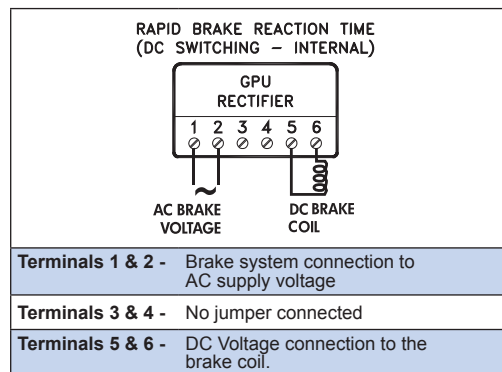 RAPID BRAKE REACTION TIME
(DC SWITCHING – INTERNAL)
GPU
RECTIFIER
1 2 3 4 5 6
AC BRAKE
VOLTAGE
DC BRAKE
COIL
Terminals 1 & 2 - Brake system connection to
AC supply voltage
Terminals 3 & 4 - No jumper connected
Terminals 5 & 6 - DC Voltage connection to the
brake coil.